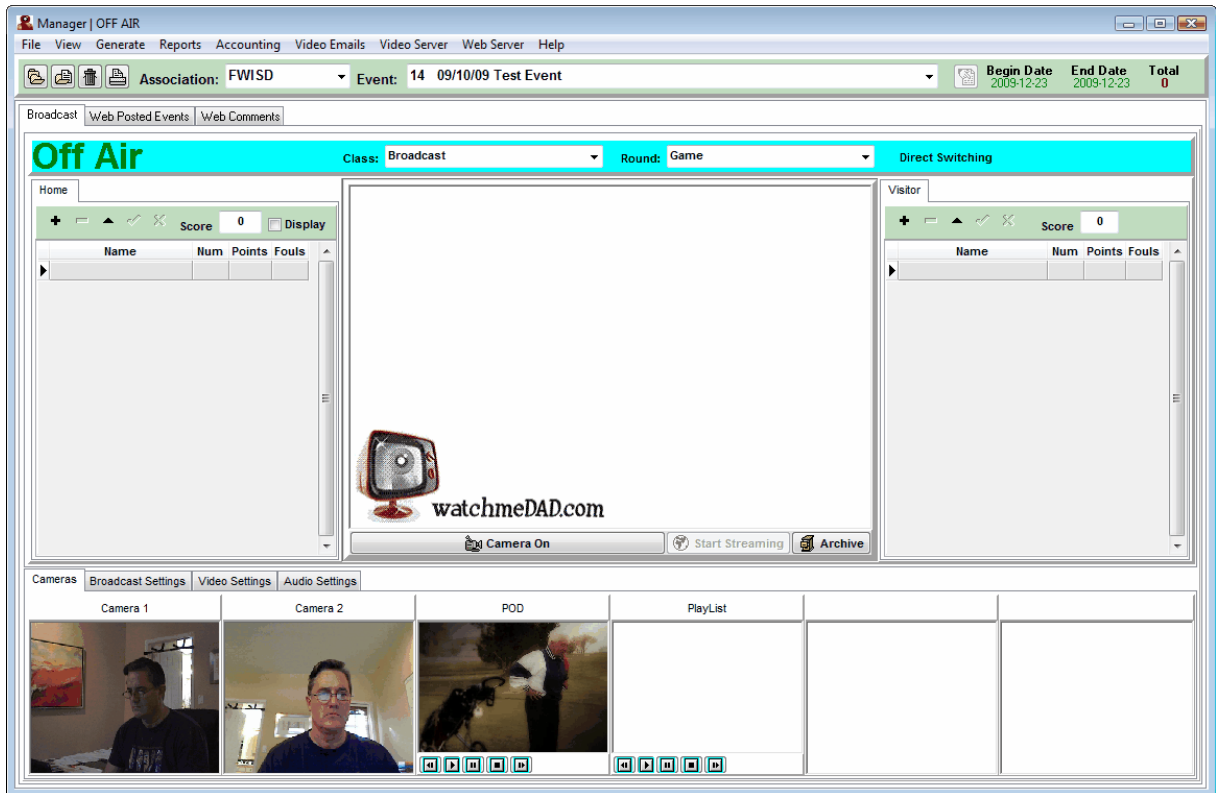 Manager | OFF AIR
File View Generate Reports Accounting Video Emails Video Server Web Server Help
Association: FWISD Event: 14 09/10/09 Test Event Begin Date End Date Total
2009-12-23 2009-12-23 0
Broadcast Web Posted Events Web Comments
Off Air Class: Broadcast Round: Game Direct Switching
Home Visitor
Score 0 Display Score 0
Name Num Points Fouls Name Num Points Fouls
watchmeDAD.com
Camera On Start Streaming Archive
Cameras Broadcast Settings Video Settings Audio Settings
Camera 1 Camera 2 POD PlayList